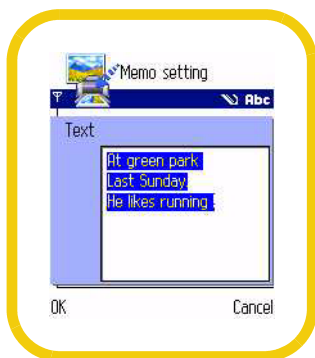 Memo setting
Abc
Text
At green park
Last Sunday.
He likes running .
OK Cancel